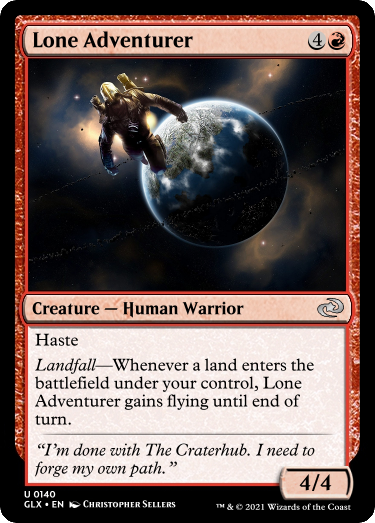 Lone Adventurer 4
Creature — Human Warrior
Haste
Landfall—Whenever a land enters the
battlefield under your control, Lone
Adventurer gains flying until end of
turn.
“I’m done with The Craterhub. I need to
forge my own path.”
4/4
U 0140
GLX • EN Christopher Sellers
™ & © 2021 Wizards of the Coast